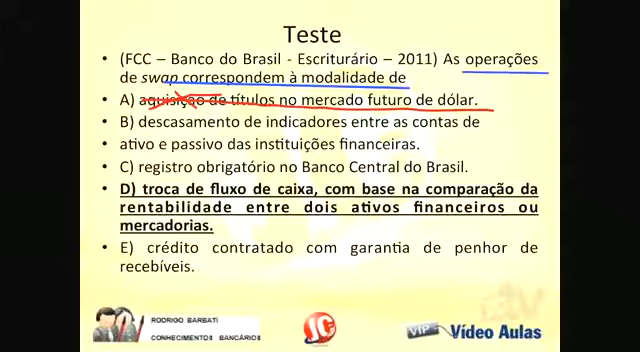 Teste
• (FCC – Banco do Brasil - Escriturário – 2011) As operações
de swap correspondem à modalidade de
• A) aquisição de títulos no mercado futuro de dólar.
• B) descasamento de indicadores entre as contas de
• ativo e passivo das instituições financeiras.
• C) registro obrigatório no Banco Central do Brasil.
• D) troca de fluxo de caixa, com base na comparação da
rentabilidade entre dois ativos financeiros ou
mercadorias.
• E) crédito contratado com garantia de penhor de
recebíveis.
RODRIGO BARBATI
CONHECIMENTOS BANCÁRIOS
JC
VIP Vídeo Aulas